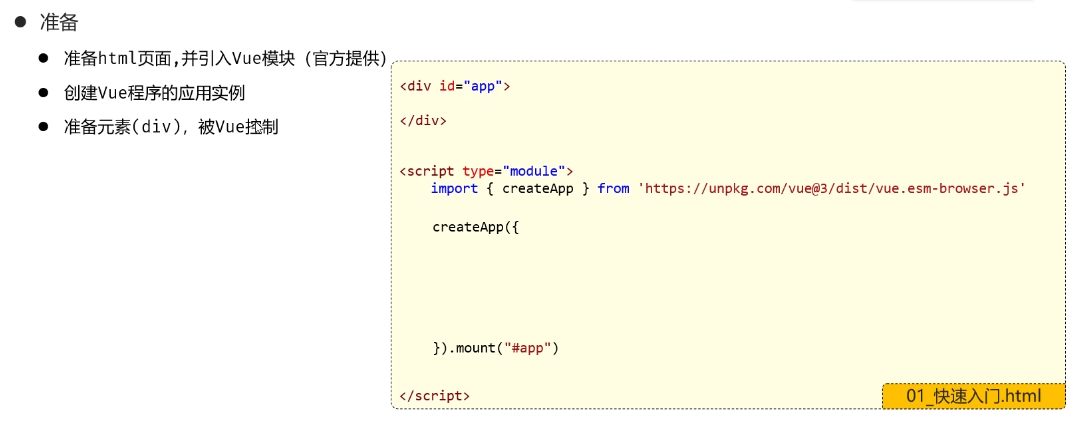 准备
准备html页面,并引入Vue模块（官方提供）
创建Vue程序的应用实例
准备元素(div)，被Vue控制
<div id="app">
</div>
<script type="module">
import { createApp } from 'https://unpkg.com/vue@3/dist/vue.esm-browser.js'
createApp({
}).mount("#app")
</script>
01_快速入门.html